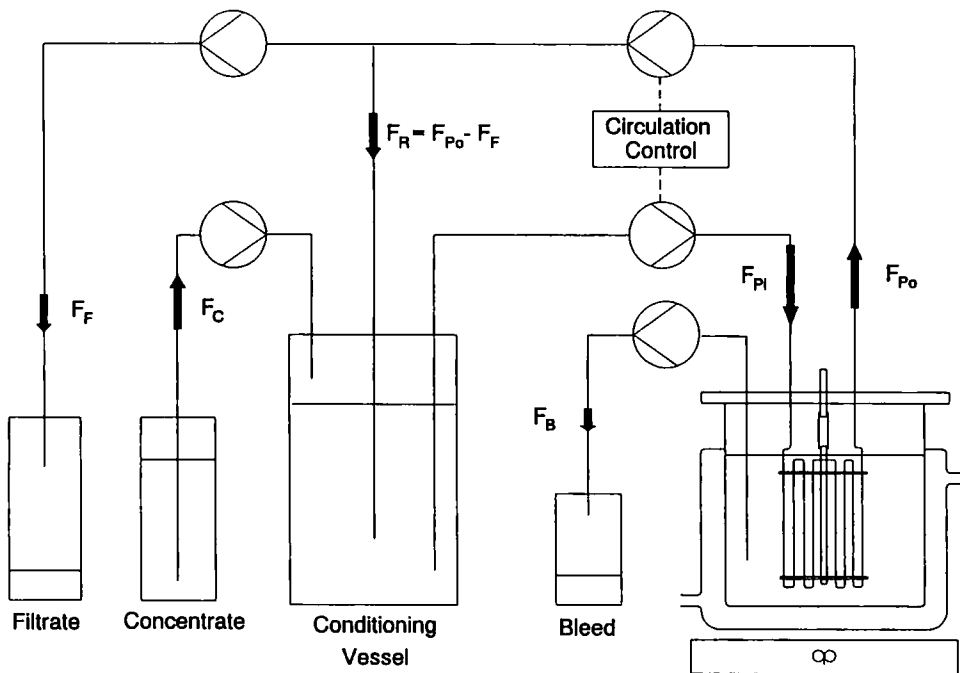 F_R = F_Po - F_F
Circulation
Control
F_F
F_C
F_PI
F_Po
F_B
Filtrate
Concentrate
Conditioning
Vessel
Bleed